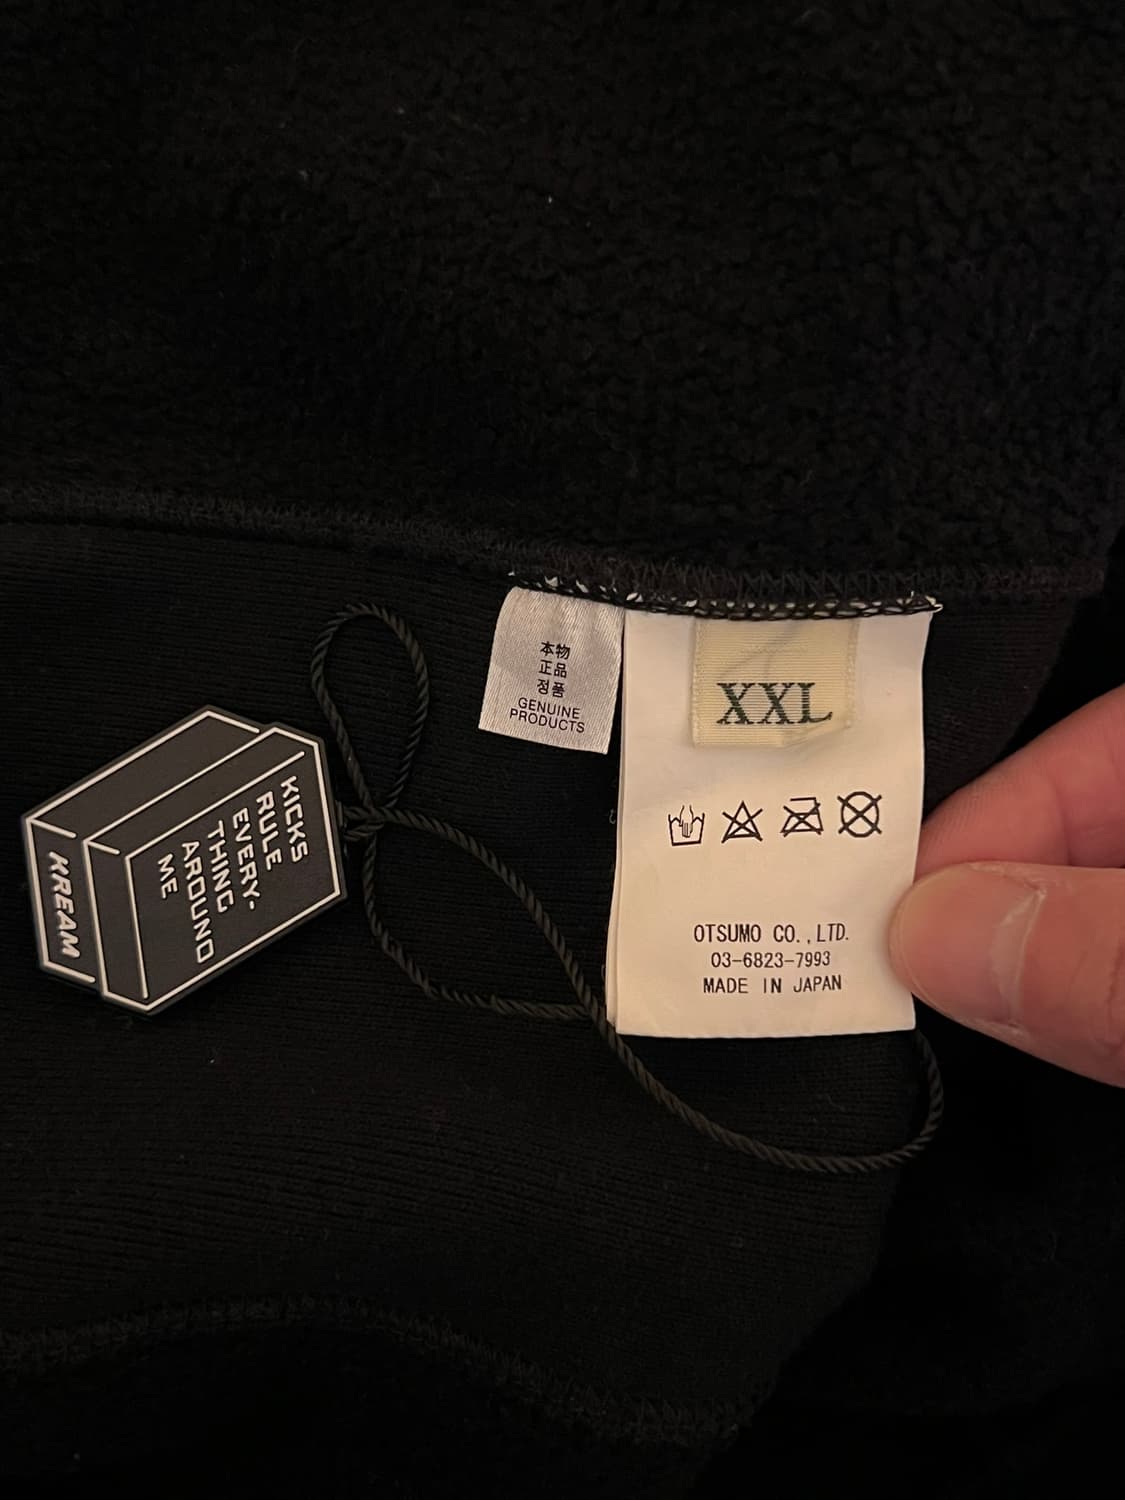 本物
正品
정품
GENUINE
PRODUCTS
XXL
OTSUMO CO.,LTD.
03-6823-7993
MADE IN JAPAN
KICKS
RULE
EVERY-
THING
AROUND
ME
KREAM